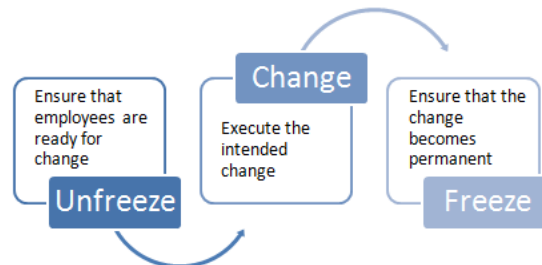 Ensure that
employees are
ready for
change
Unfreeze
Change
Execute the
intended
change
Ensure that the
change
becomes
permanent
Freeze